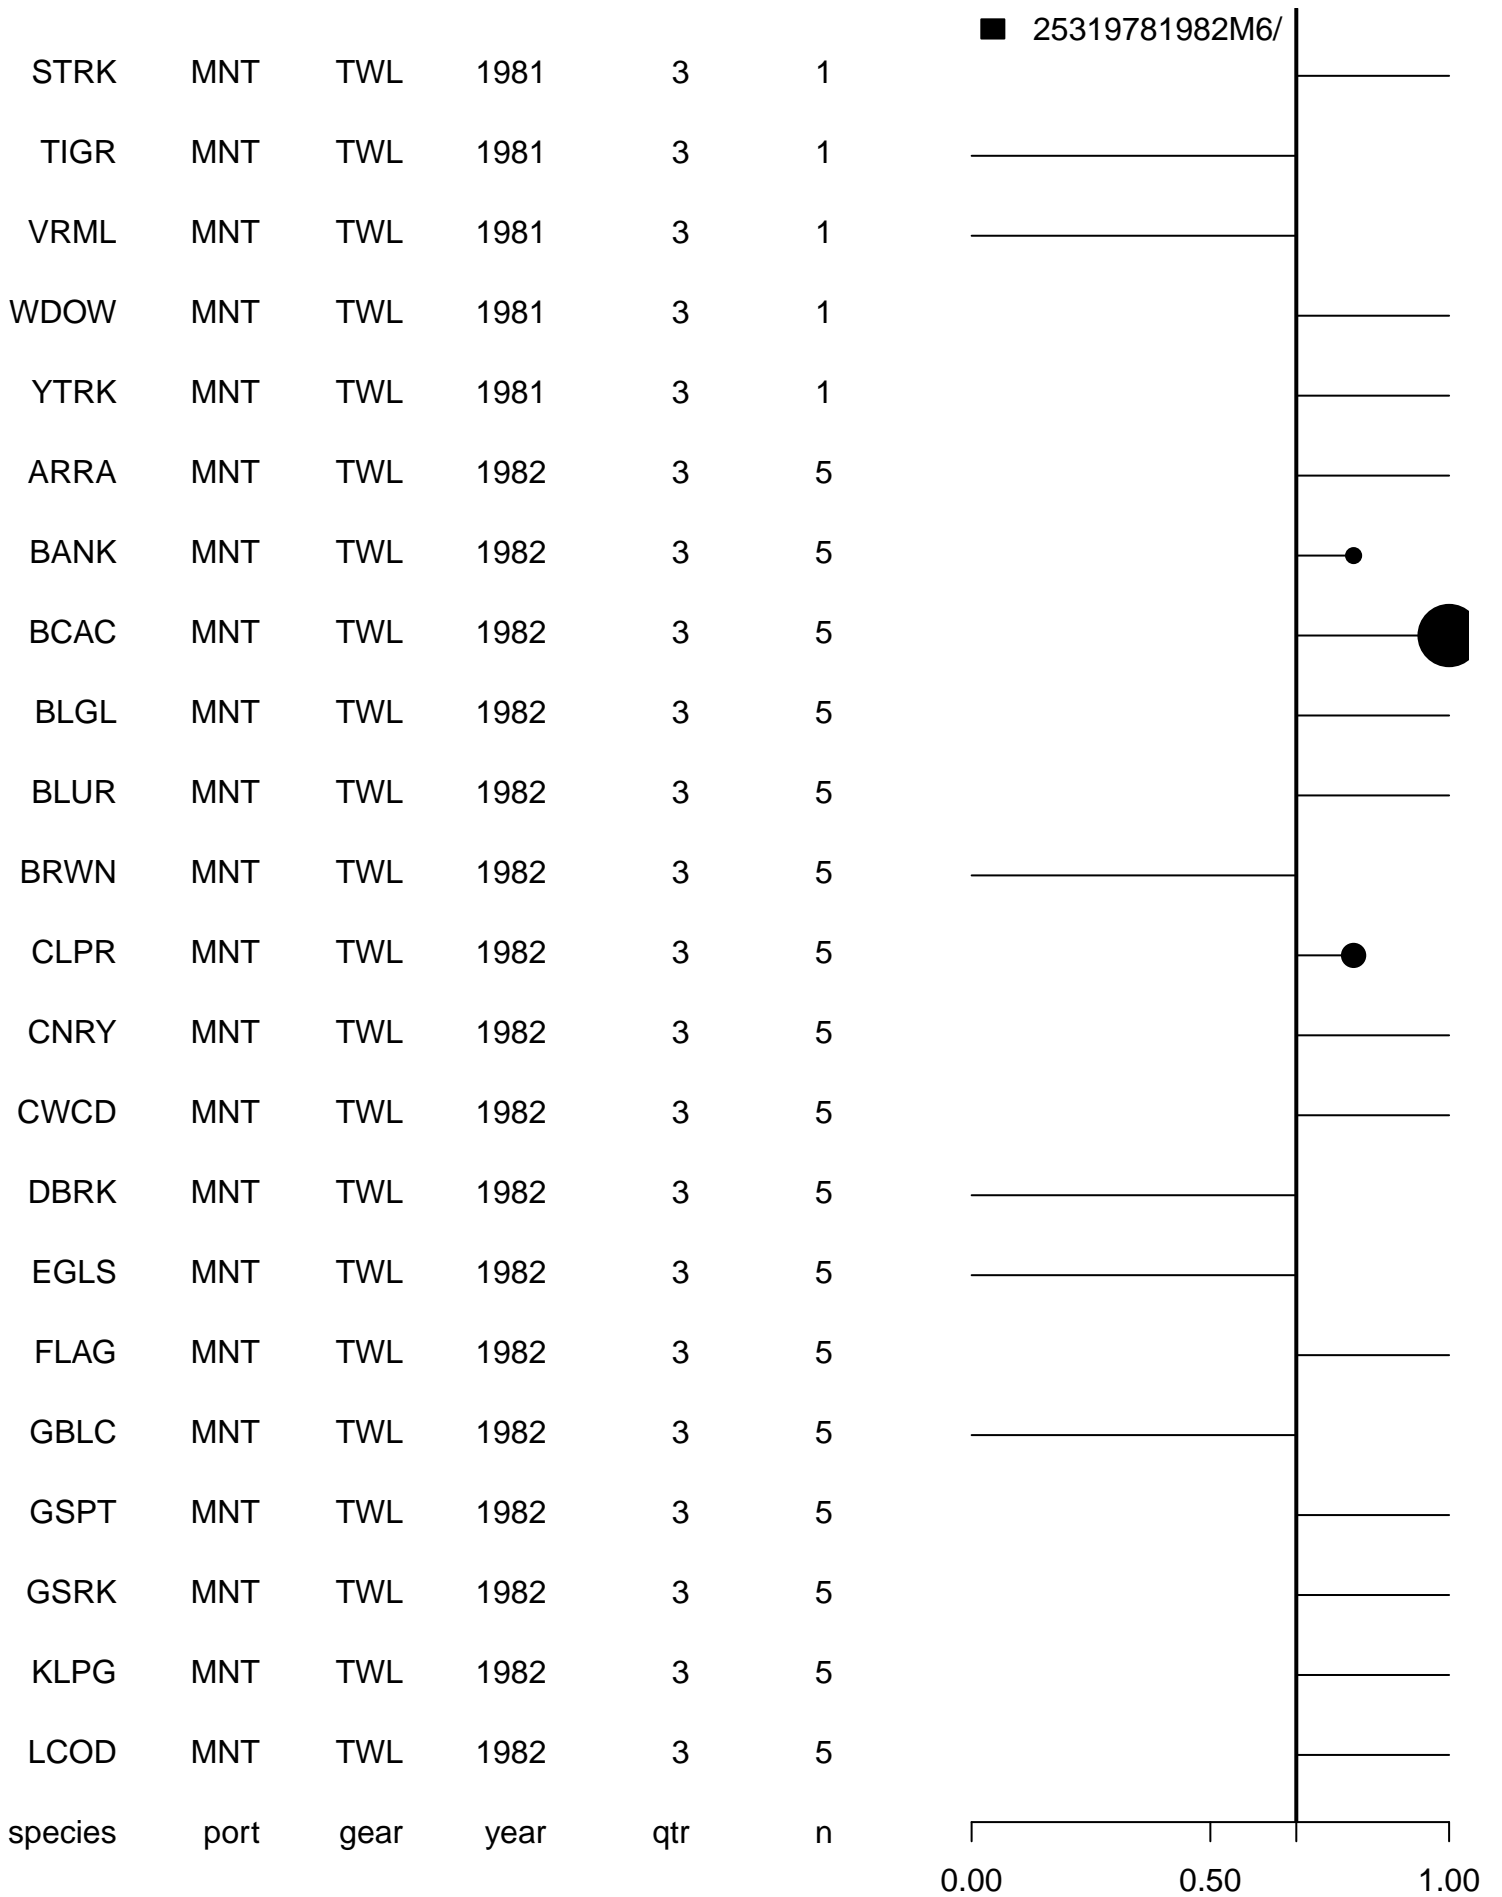 25319781982M6/
STRK MNT TWL 1981 3 1
TIGR MNT TWL 1981 3 1
VRML MNT TWL 1981 3 1
WDOW MNT TWL 1981 3 1
YTRK MNT TWL 1981 3 1
ARRA MNT TWL 1982 3 5
BANK MNT TWL 1982 3 5
BCAC MNT TWL 1982 3 5
BLGL MNT TWL 1982 3 5
BLUR MNT TWL 1982 3 5
BRWN MNT TWL 1982 3 5
CLPR MNT TWL 1982 3 5
CNRY MNT TWL 1982 3 5
CWCD MNT TWL 1982 3 5
DBRK MNT TWL 1982 3 5
EGLS MNT TWL 1982 3 5
FLAG MNT TWL 1982 3 5
GBLC MNT TWL 1982 3 5
GSPT MNT TWL 1982 3 5
GSRK MNT TWL 1982 3 5
KLPG MNT TWL 1982 3 5
LCOD MNT TWL 1982 3 5
species port gear year qtr n
0.00 0.50 1.00